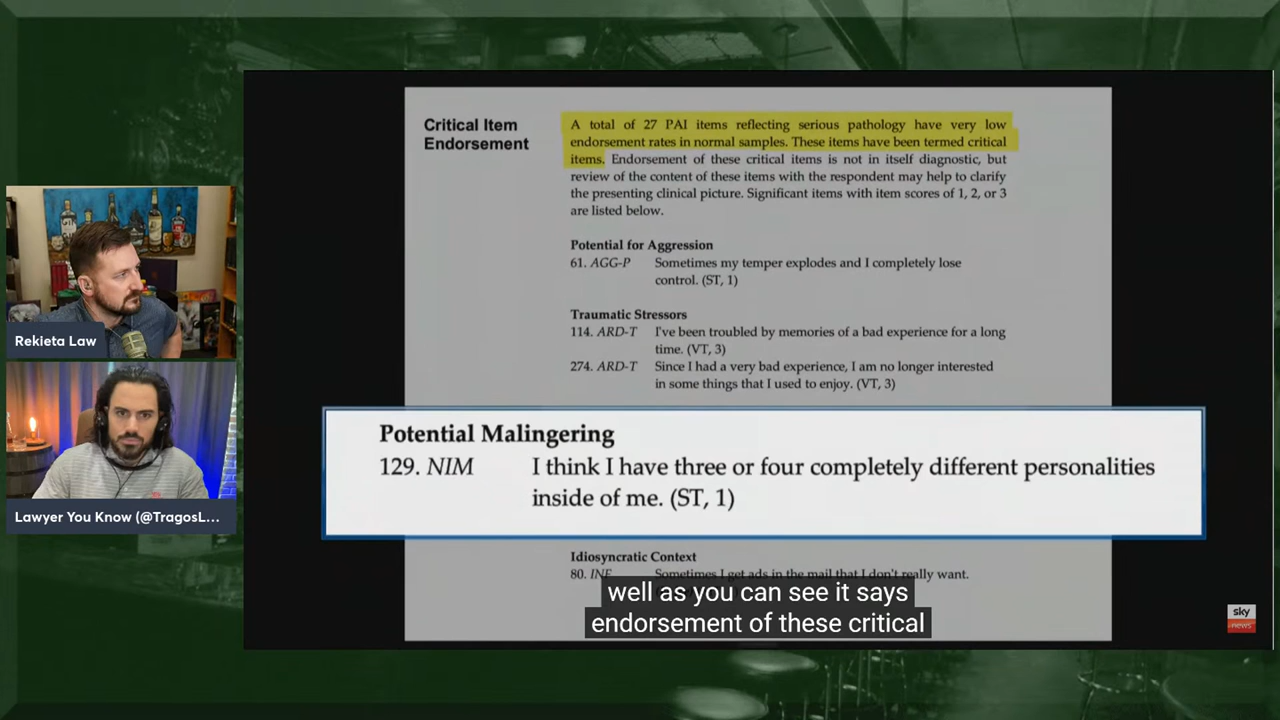 Critical Item
Endorsement
A total of 27 PAI items reflecting serious pathology have very low
endorsement rates in normal samples. These items have been termed critical
items. Endorsement of these critical items is not in itself diagnostic, but
review of the content of these items with the respondent may help to clarify
the presenting clinical picture. Significant items with item scores of 1, 2, or 3
are listed below.
Potential for Aggression
61. AGG-P Sometimes my temper explodes and I completely lose
control. (ST, 1)
Traumatic Stressors
114. ARD-T I've been troubled by memories of a bad experience for a long
time. (VT, 3)
274. ARD-T Since I had a very bad experience, I am no longer interested
in some things that I used to enjoy. (VT, 3)
Potential Malingering
129. NIM I think I have three or four completely different personalities
inside of me. (ST, 1)
Idiosyncratic Context
80. INF Sometimes I get ads in the mail that I don't really want.
well as you can see it says
endorsement of these critical
Rekieta Law
Lawyer You Know (@TragosL...
sky
news